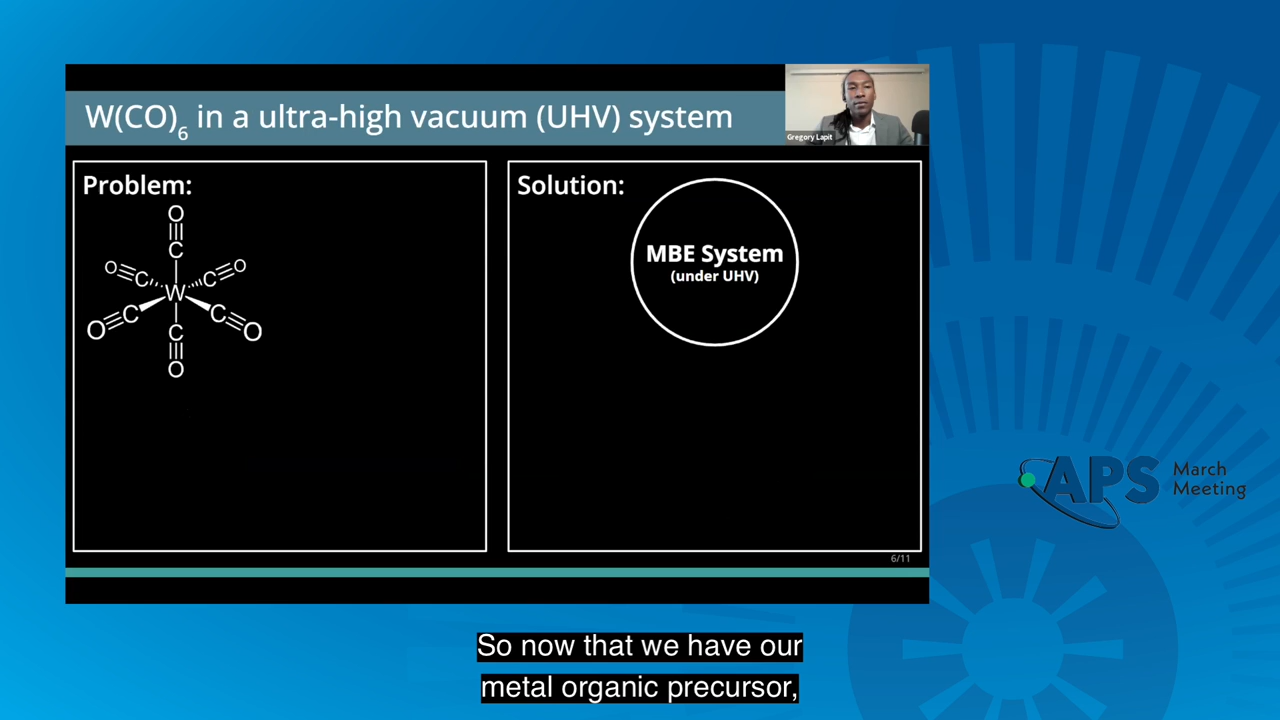 W(CO)6 in a ultra-high vacuum (UHV) system
Gregory Lapit
Problem:
O
C
O C C O
W
O C C O
C
O
Solution:
MBE System
(under UHV)
6/11
APS March
Meeting
So now that we have our
metal organic precursor,